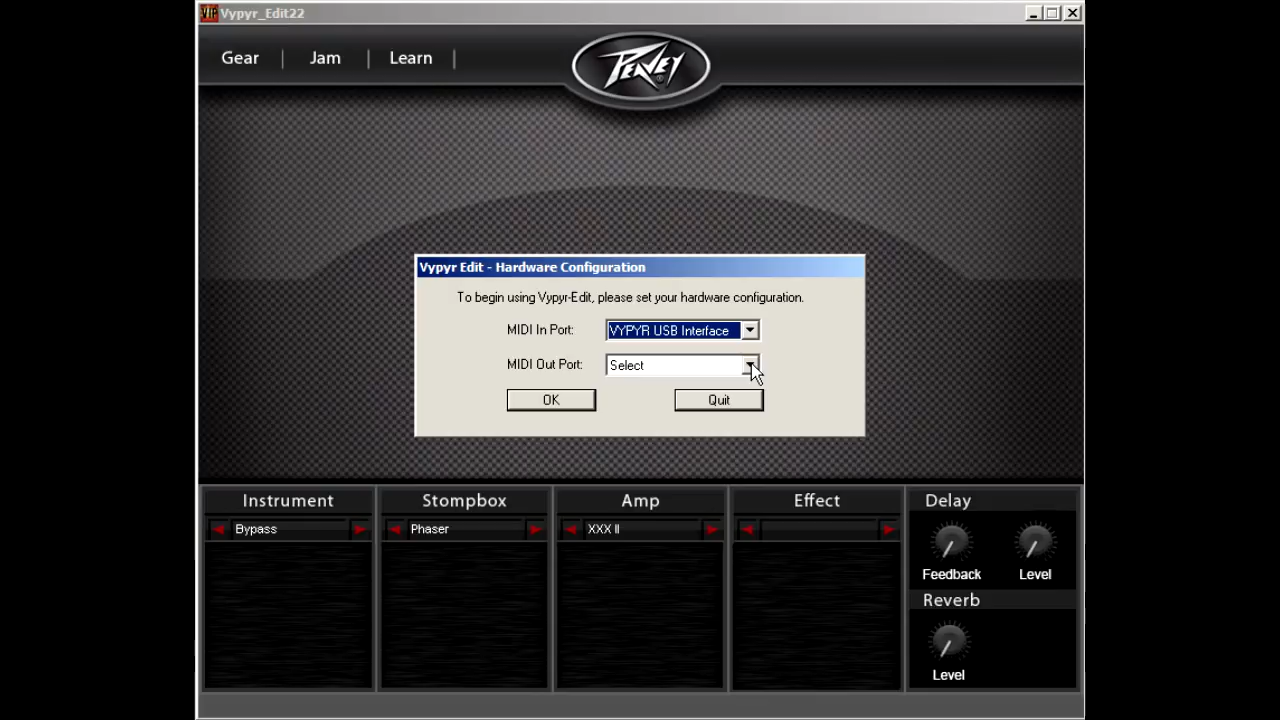 VIP Vypyr_Edit22
Gear | Jam | Learn |
PEAVEY
Vypyr Edit - Hardware Configuration
To begin using Vypyr-Edit, please set your hardware configuration.
MIDI In Port: VYPYR USB Interface
MIDI Out Port: Select
OK Quit
Instrument Stompbox Amp Effect Delay
Bypass Phaser XXX II
Feedback Level
Reverb
Level